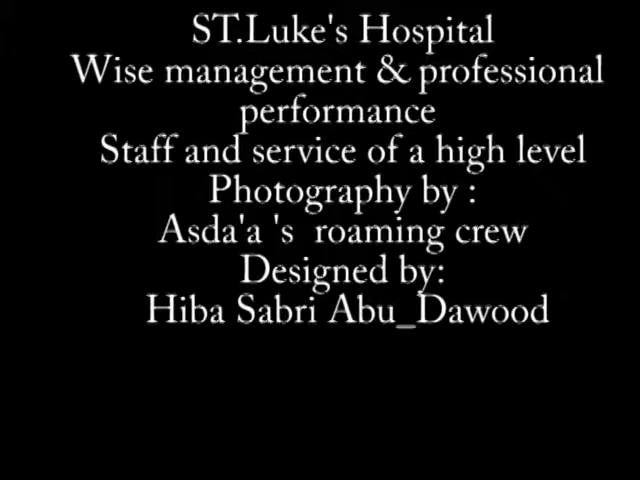 ST.Luke's Hospital
Wise management & professional
performance
Staff and service of a high level
Photography by :
Asda'a 's roaming crew
Designed by:
Hiba Sabri Abu_Dawood